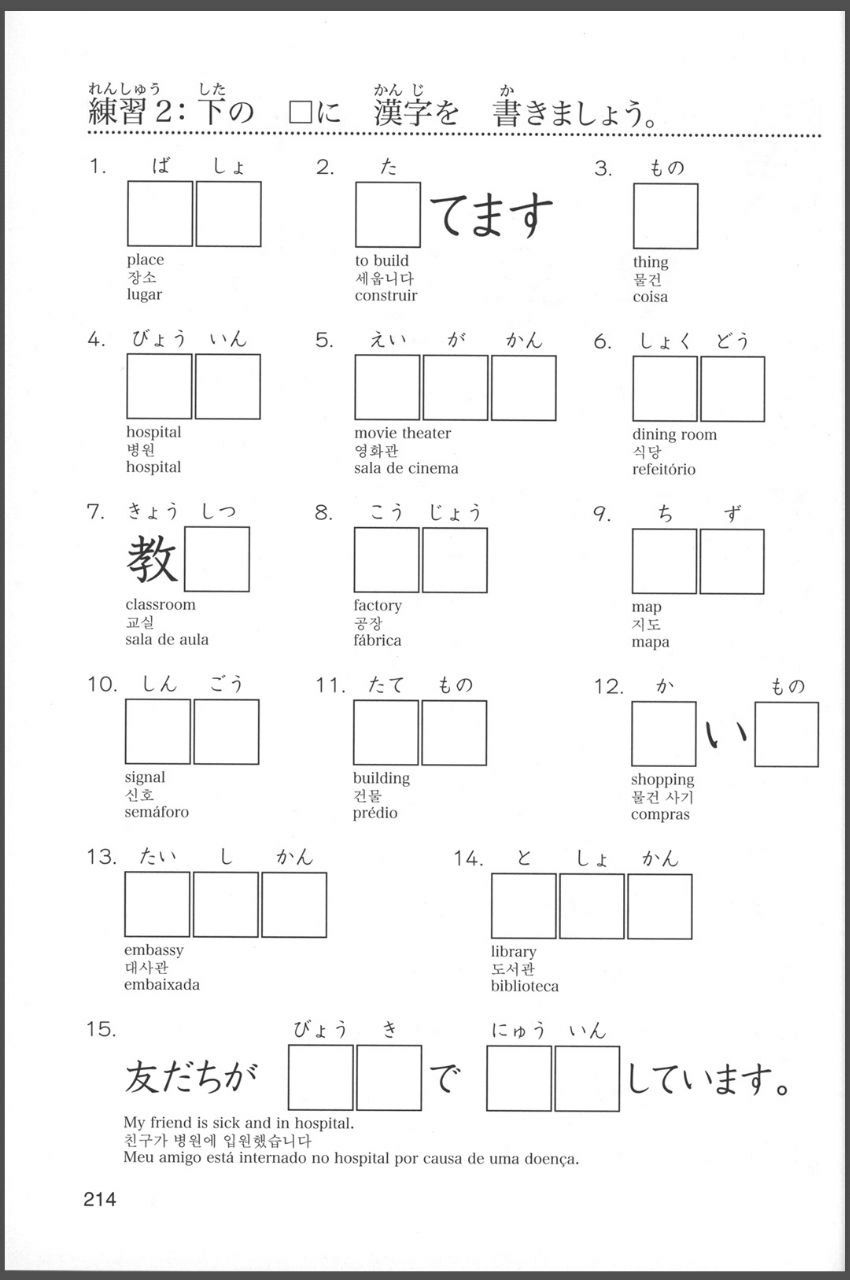 れんしゅう した かんじ か
練習2：下の □に 漢字を 書きましょう。
1. ば しょ
place
장소
lugar
2. た
てます
to build
세웁니다
construir
3. もの
thing
물건
coisa
4. びょう いん
hospital
병원
hospital
5. えい が かん
movie theater
영화관
sala de cinema
6. しょく どう
dining room
식당
refeitório
7. きょう しつ
教
classroom
교실
sala de aula
8. こう じょう
factory
공장
fábrica
9. ち ず
map
지도
mapa
10. しん ごう
signal
신호
semáforo
11. たて もの
building
건물
prédio
12. か もの
い
shopping
물건 사기
compras
13. たい し かん
embassy
대사관
embaixada
14. と しょ かん
library
도서관
biblioteca
15. びょう き にゅう いん
友だちが で しています。
My friend is sick and in hospital.
친구가 병원에 입원했습니다
Meu amigo está internado no hospital por causa de uma doença.
214